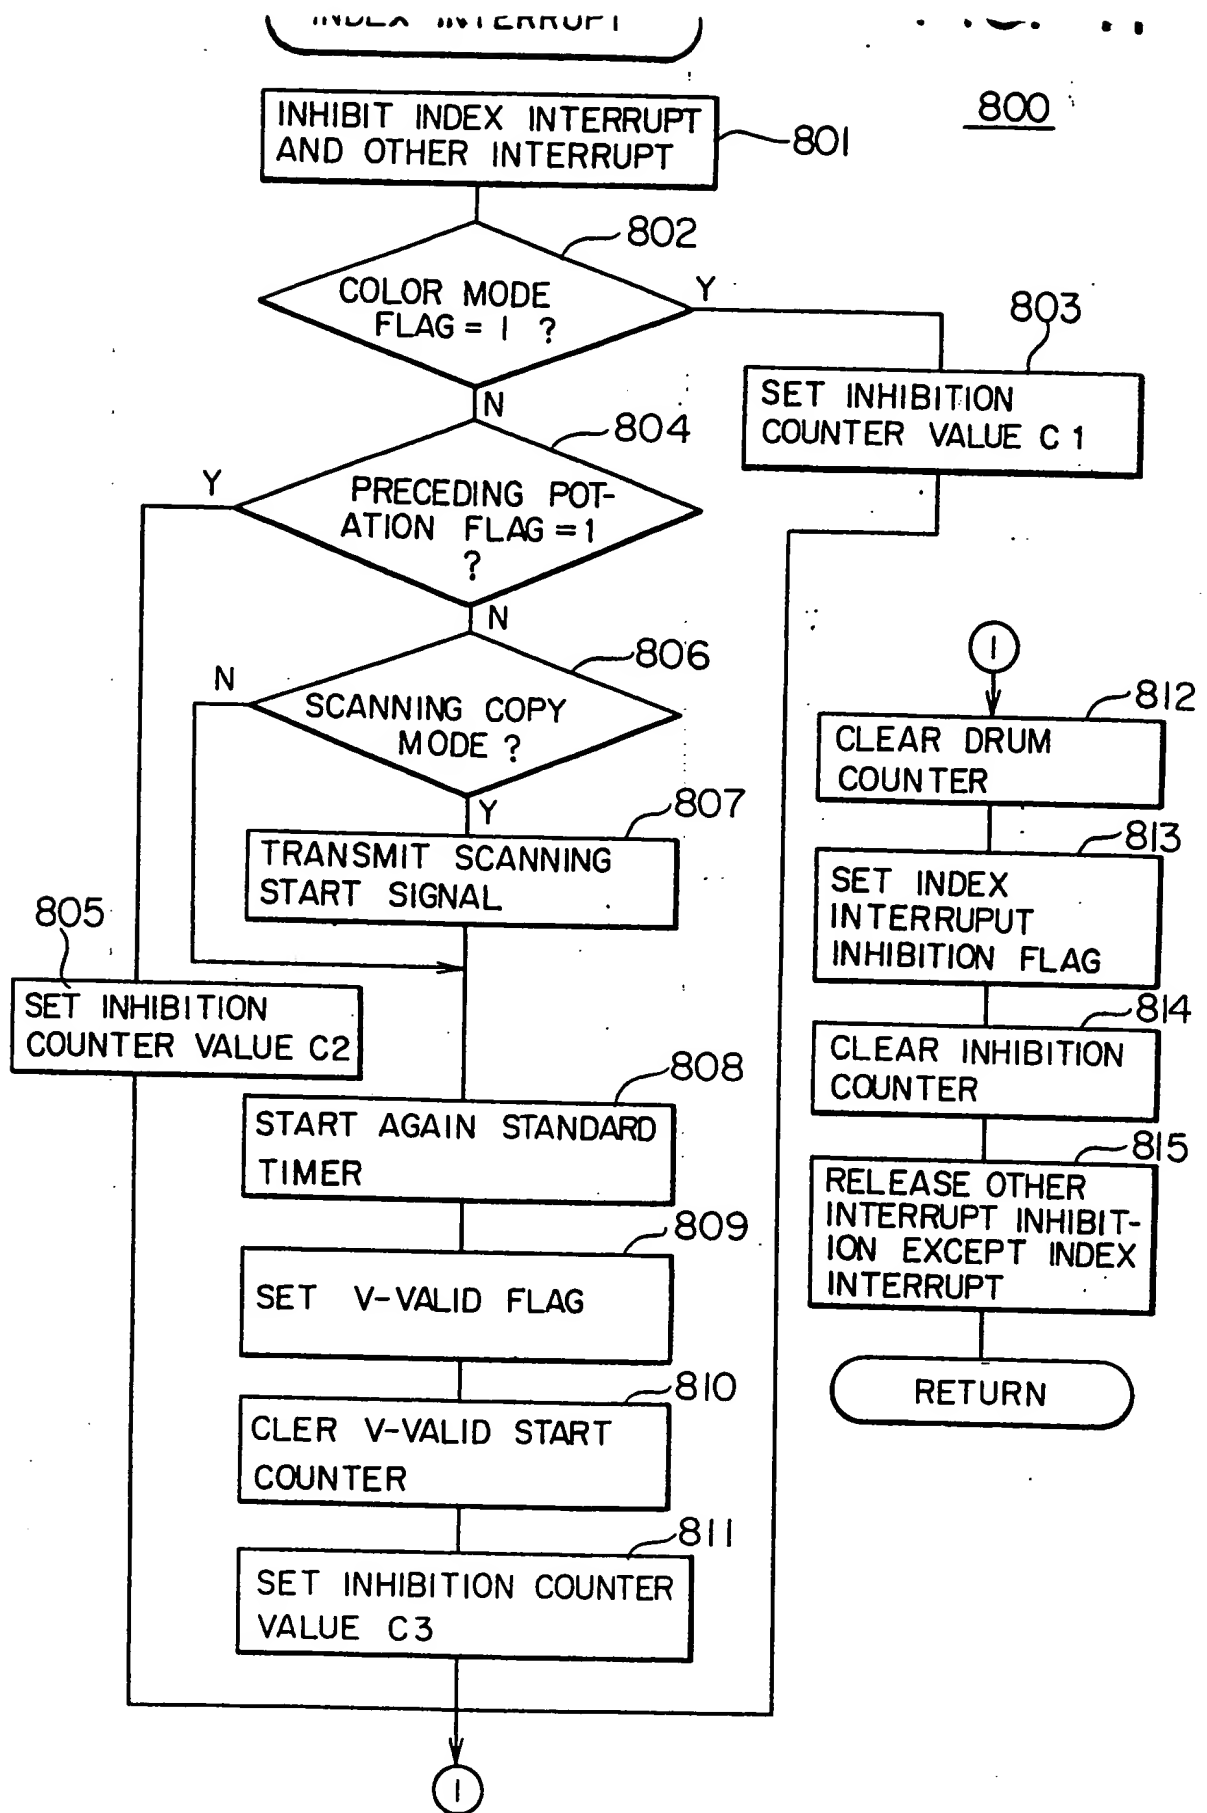 INDEX INTERRUPT
800
INHIBIT INDEX INTERRUPT
AND OTHER INTERRUPT
801
802
COLOR MODE
FLAG = 1 ?
Y
N
803
SET INHIBITION
COUNTER VALUE C1
804
PRECEDING POT-
ATION FLAG = 1
?
Y
N
806
SCANNING COPY
MODE ?
N
Y
807
TRANSMIT SCANNING
START SIGNAL
805
SET INHIBITION
COUNTER VALUE C2
808
START AGAIN STANDARD
TIMER
809
SET V-VALID FLAG
810
CLER V-VALID START
COUNTER
811
SET INHIBITION COUNTER
VALUE C3
1
1
812
CLEAR DRUM
COUNTER
813
SET INDEX
INTERRUPUT
INHIBITION FLAG
814
CLEAR INHIBITION
COUNTER
815
RELEASE OTHER
INTERRUPT INHIBIT-
ION EXCEPT INDEX
INTERRUPT
RETURN